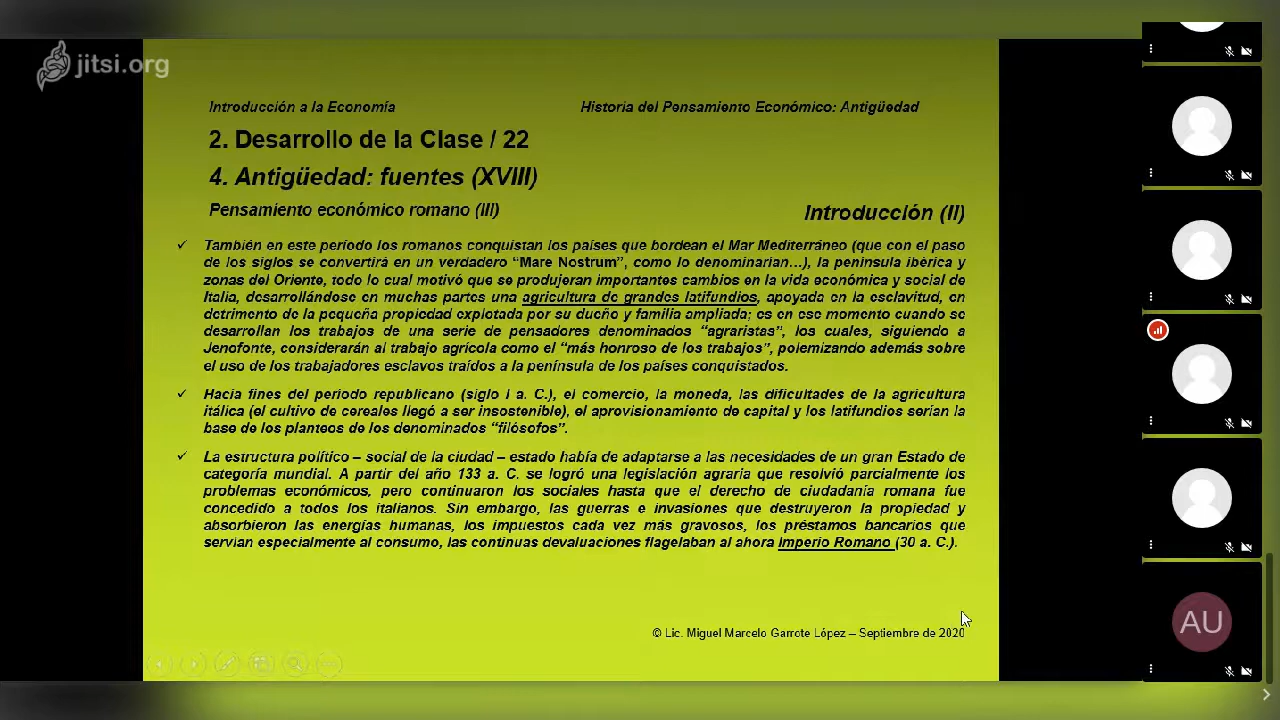 jitsi.org
Introducción a la Economía
Historia del Pensamiento Económico: Antigüedad
2. Desarrollo de la Clase / 22
4. Antigüedad: fuentes (XVIII)
Pensamiento económico romano (III)
Introducción (II)
✓ También en este período los romanos conquistan los países que bordean el Mar Mediterráneo (que con el paso
de los siglos se convertirá en un verdadero “Mare Nostrum”, como lo denominarían…), la península ibérica y
zonas del Oriente, todo lo cual motivó que se produjeran importantes cambios en la vida económica y social de
Italia, desarrollándose en muchas partes una agricultura de grandes latifundios, apoyada en la esclavitud, en
detrimento de la pequeña propiedad explotada por su dueño y familia ampliada; es en ese momento cuando se
desarrollan los trabajos de una serie de pensadores denominados “agraristas”, los cuales, siguiendo a
Jenofonte, considerarán al trabajo agrícola como el “más honroso de los trabajos”, polemizando además sobre
el uso de los trabajadores esclavos traídos a la península de los países conquistados.
✓ Hacia fines del período republicano (siglo I a. C.), el comercio, la moneda, las dificultades de la agricultura
itálica (el cultivo de cereales llegó a ser insostenible), el aprovisionamiento de capital y los latifundios serían la
base de los planteos de los denominados “filósofos”.
✓ La estructura político – social de la ciudad – estado había de adaptarse a las necesidades de un gran Estado de
categoría mundial. A partir del año 133 a. C. se logró una legislación agraria que resolvió parcialmente los
problemas económicos, pero continuaron los sociales hasta que el derecho de ciudadanía romana fue
concedido a todos los italianos. Sin embargo, las guerras e invasiones que destruyeron la propiedad y
absorbieron las energías humanas, los impuestos cada vez más gravosos, los préstamos bancarios que
servían especialmente al consumo, las continuas devaluaciones flagelaban al ahora Imperio Romano (30 a. C.).
© Lic. Miguel Marcelo Garrote López – Septiembre de 2020
AU